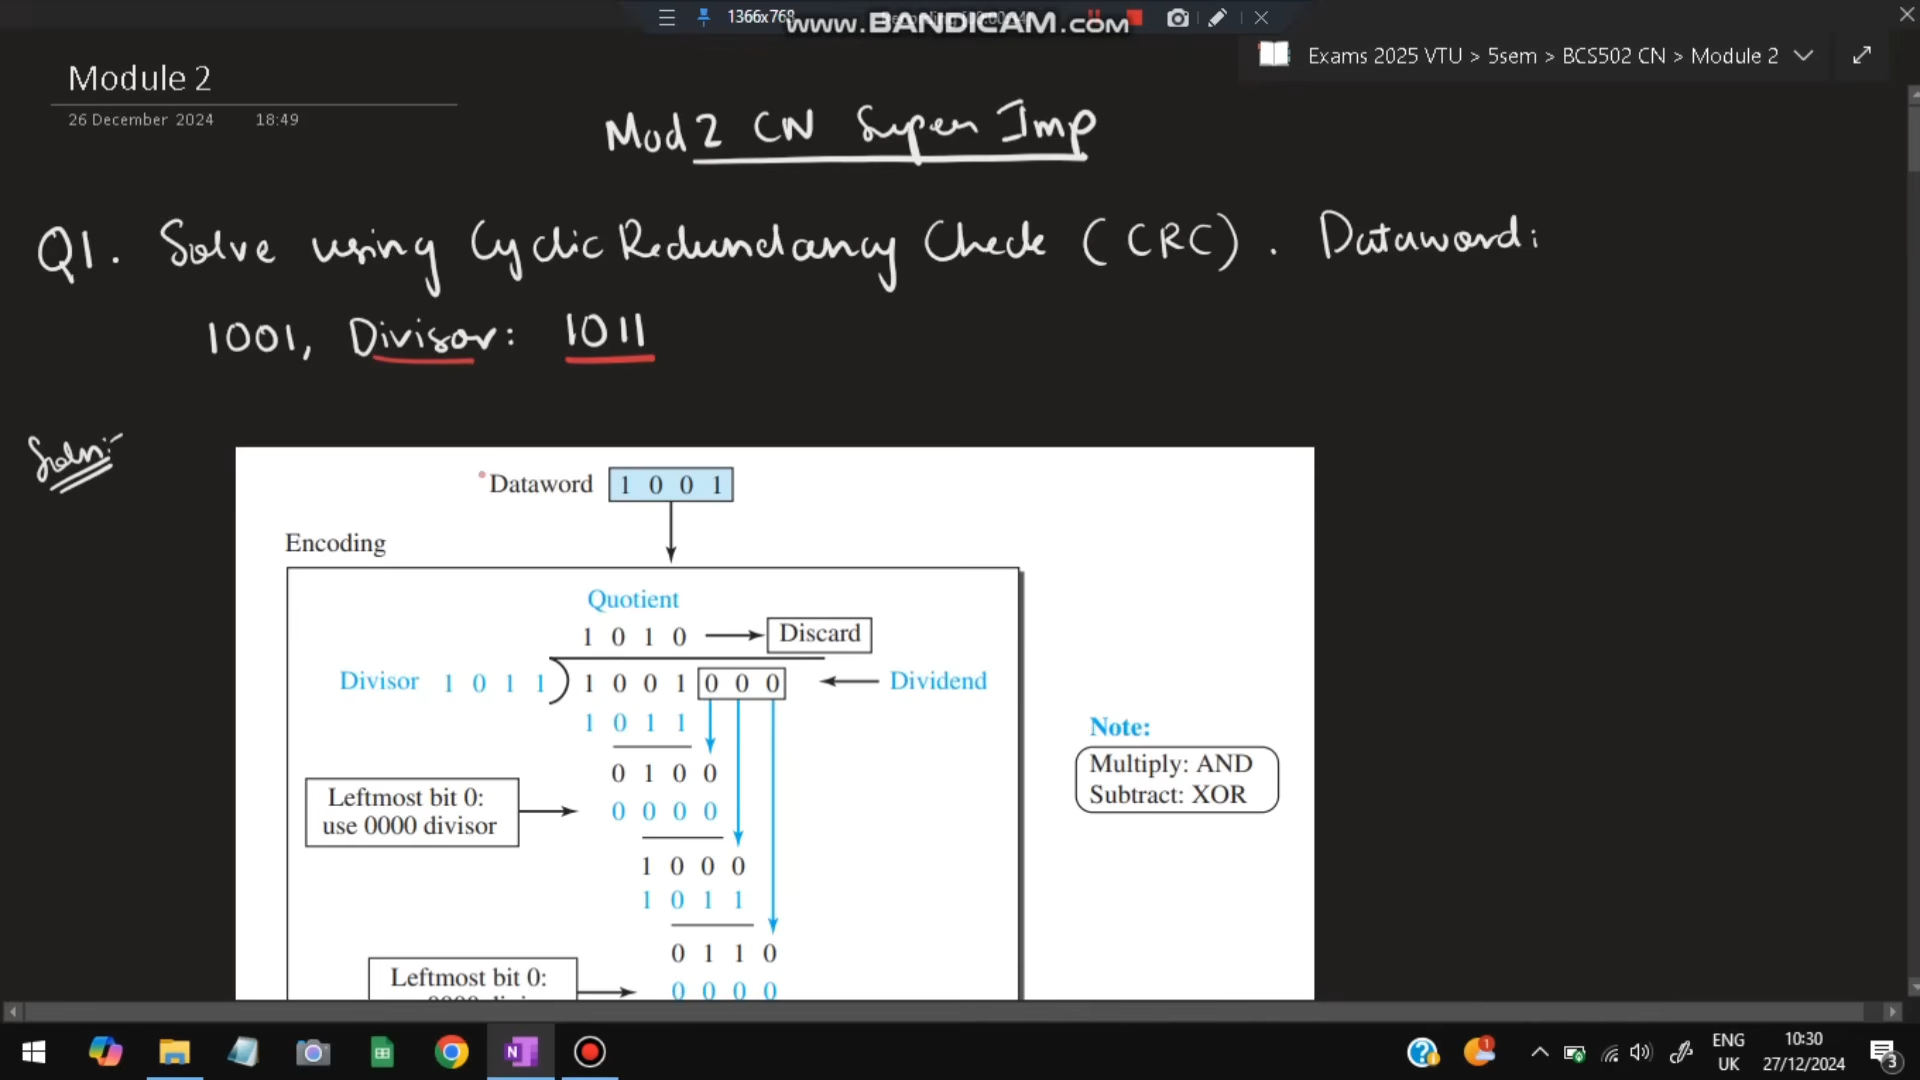 1366x768
www.BANDICAM.com
Exams 2025 VTU > 5sem > BCS502 CN > Module 2
Module 2
26 December 2024 18:49
Mod 2 CN Super Imp
Q1. Solve using Cyclic Redundancy Check (CRC). Dataword:
1001, Divisor: 1011
Soln:-
Dataword 1 0 0 1
Encoding
Quotient
1 0 1 0 Discard
Divisor 1 0 1 1 1 0 0 1 0 0 0 Dividend
1 0 1 1
0 1 0 0
Leftmost bit 0:
use 0000 divisor
0 0 0 0
1 0 0 0
1 0 1 1
0 1 1 0
Leftmost bit 0:
0 0 0 0
Note:
Multiply: AND
Subtract: XOR
1
ENG
UK
10:30
27/12/2024
3